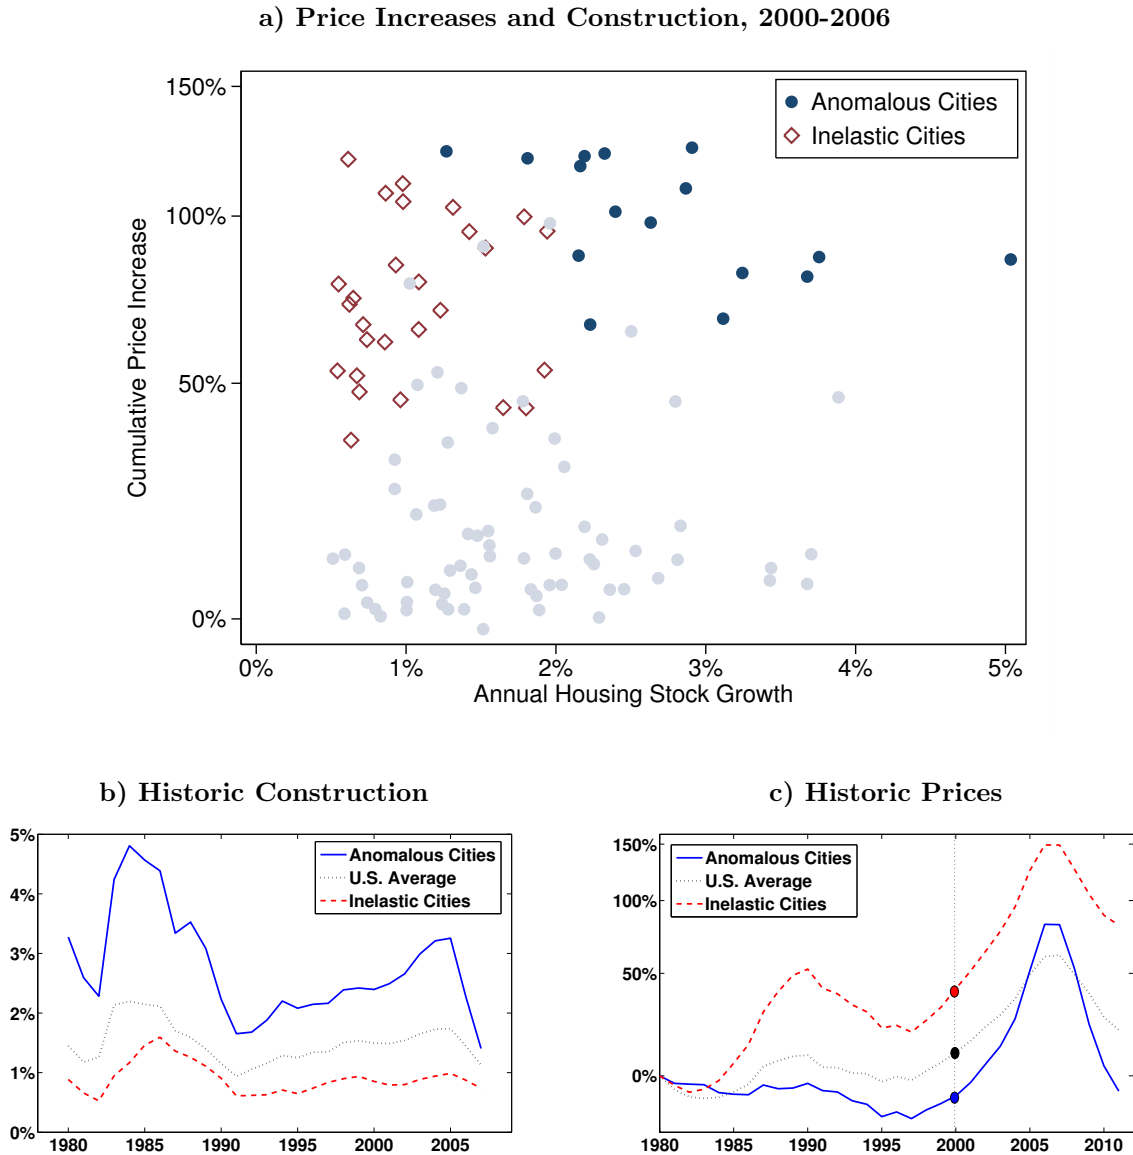 a) Price Increases and Construction, 2000-2006
150%
100%
50%
0%
Cumulative Price Increase
Anomalous Cities
Inelastic Cities
0% 1% 2% 3% 4% 5%
Annual Housing Stock Growth
b) Historic Construction
5%
4%
3%
2%
1%
0%
Anomalous Cities
U.S. Average
Inelastic Cities
1980 1985 1990 1995 2000 2005
c) Historic Prices
150%
100%
50%
0%
Anomalous Cities
U.S. Average
Inelastic Cities
1980 1985 1990 1995 2000 2005 2010